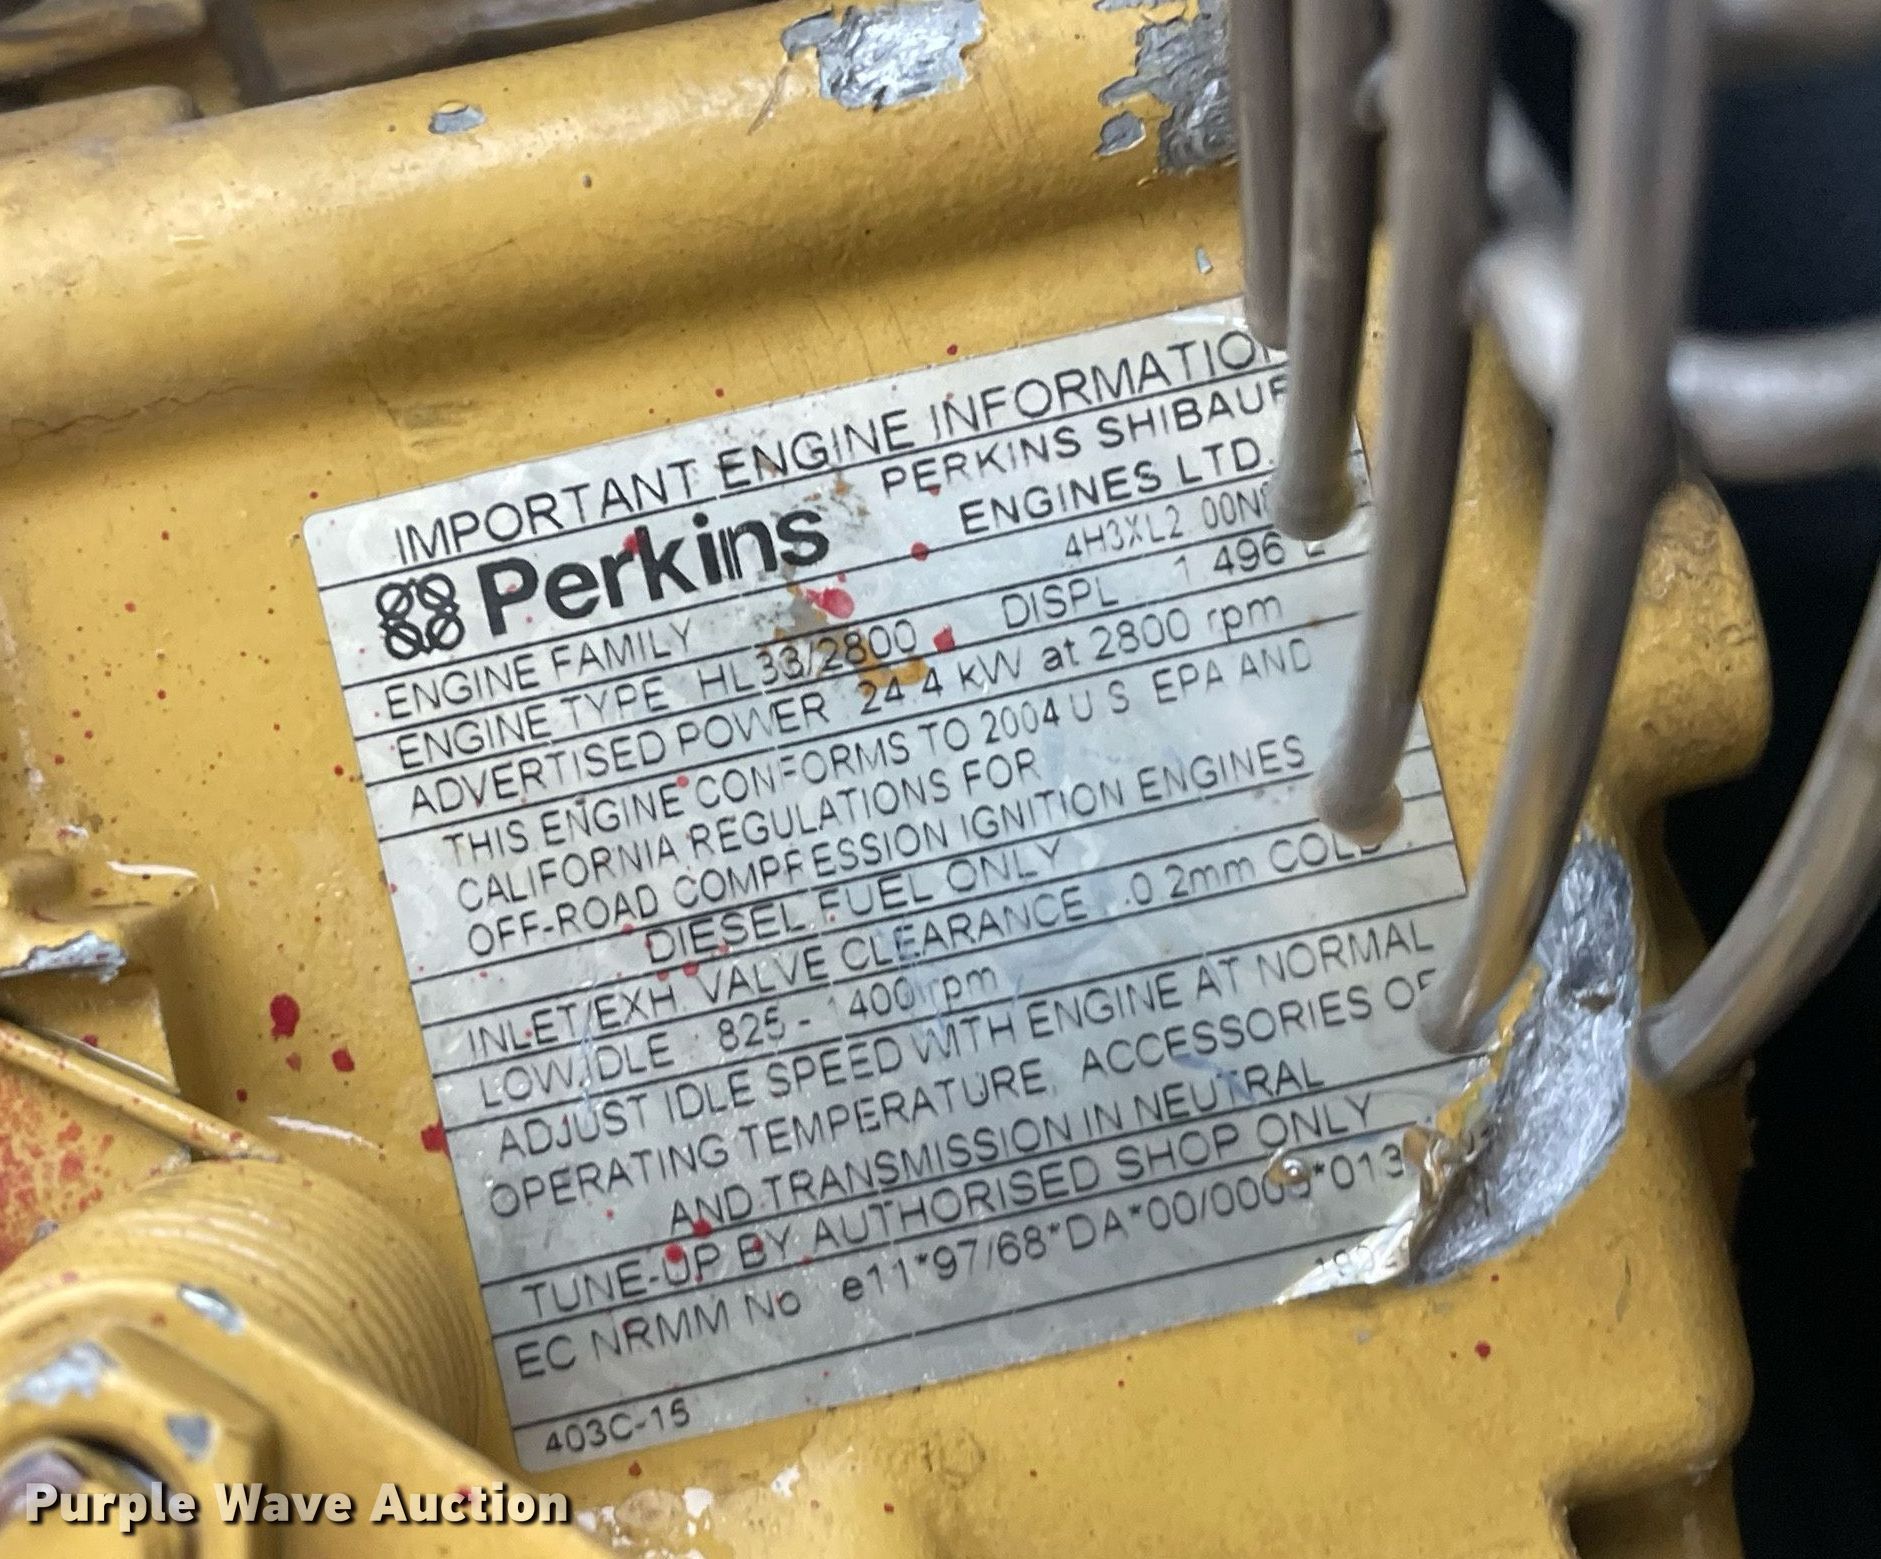 IMPORTANT ENGINE INFORMATIO
Perkins
PERKINS SHIBAUR
ENGINES LTD.
ENGINE FAMILY 4H3XL2 00N
ENGINE TYPE HL33/2800 DISPL 1 496 L
ADVERTISED POWER 24.4 kW at 2800 rpm
THIS ENGINE CONFORMS TO 2004 U S EPA AND
CALIFORNIA REGULATIONS FOR
OFF-ROAD COMPRESSION IGNITION ENGINES
DIESEL FUEL ONLY
INLET/EXH. VALVE CLEARANCE .0 2mm COLD
LOW IDLE 825 - 1400 rpm
ADJUST IDLE SPEED WITH ENGINE AT NORMAL
OPERATING TEMPERATURE, ACCESSORIES OF
AND TRANSMISSION IN NEUTRAL
TUNE-UP BY AUTHORISED SHOP ONLY
EC NRMM No e11*97/68*DA*00/000 *013
403C-15
Purple Wave Auction